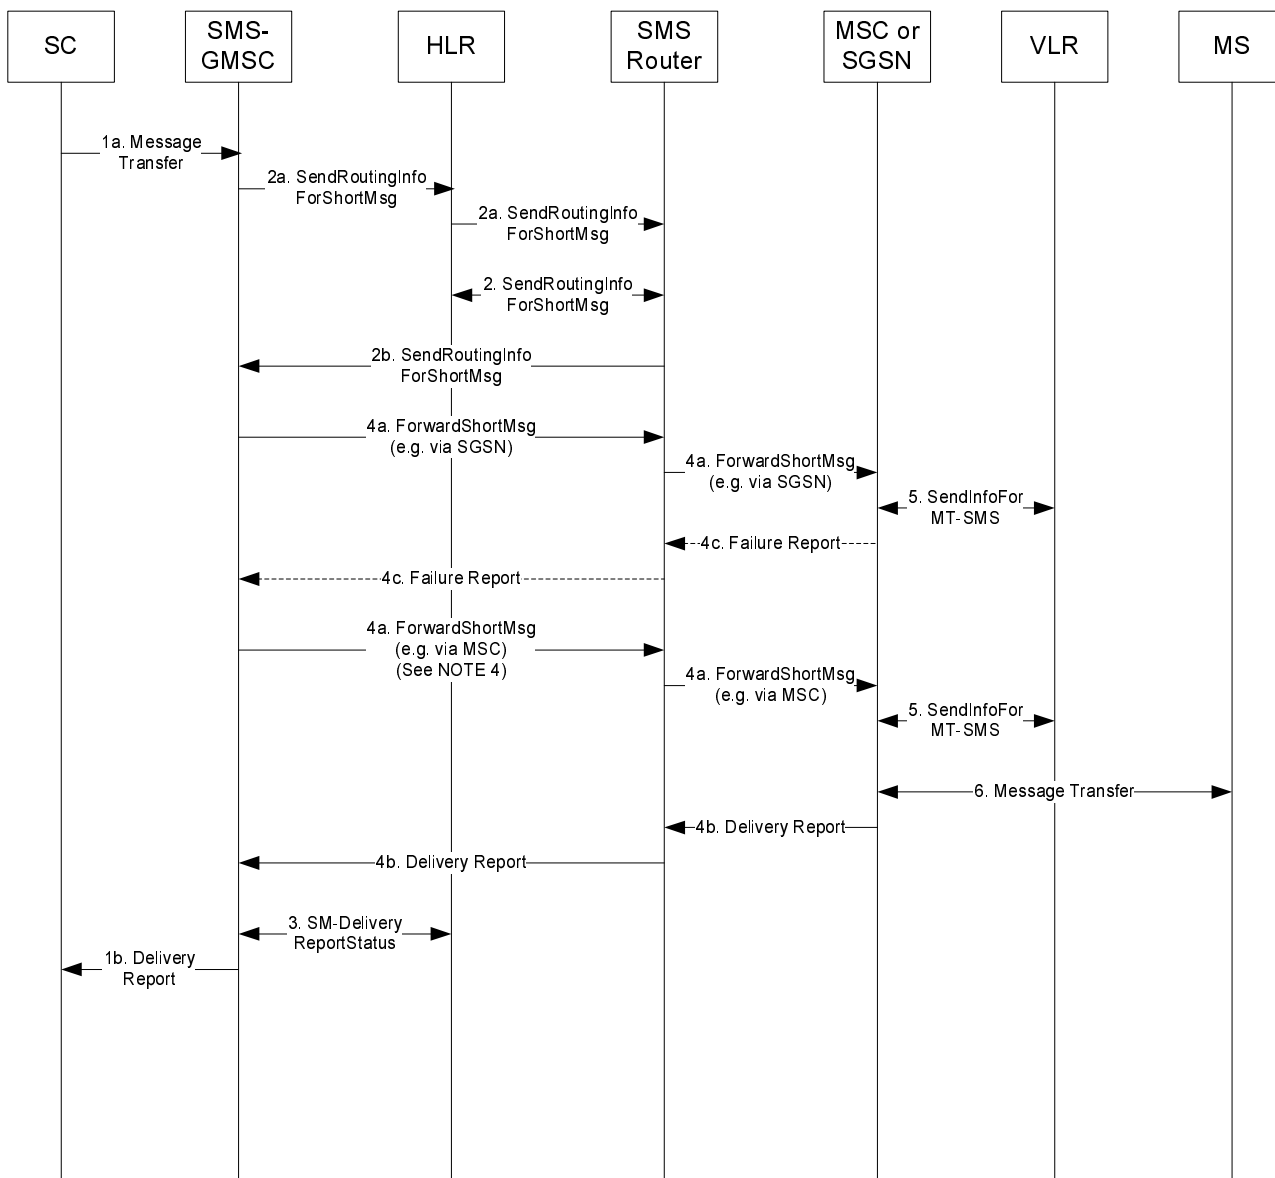 SC
SMS-
GMSC
HLR
SMS
Router
MSC or
SGSN
VLR
MS
1a. Message
Transfer
2a. SendRoutingInfo
ForShortMsg
2a. SendRoutingInfo
ForShortMsg
2. SendRoutingInfo
ForShortMsg
2b. SendRoutingInfo
ForShortMsg
4a. ForwardShortMsg
(e.g. via SGSN)
4a. ForwardShortMsg
(e.g. via SGSN)
5. SendInfoFor
MT-SMS
4c. Failure Report
4c. Failure Report
4a. ForwardShortMsg
(e.g. via MSC)
(See NOTE 4)
4a. ForwardShortMsg
(e.g. via MSC)
5. SendInfoFor
MT-SMS
6. Message Transfer
4b. Delivery Report
4b. Delivery Report
3. SM-Delivery
ReportStatus
1b. Delivery
Report